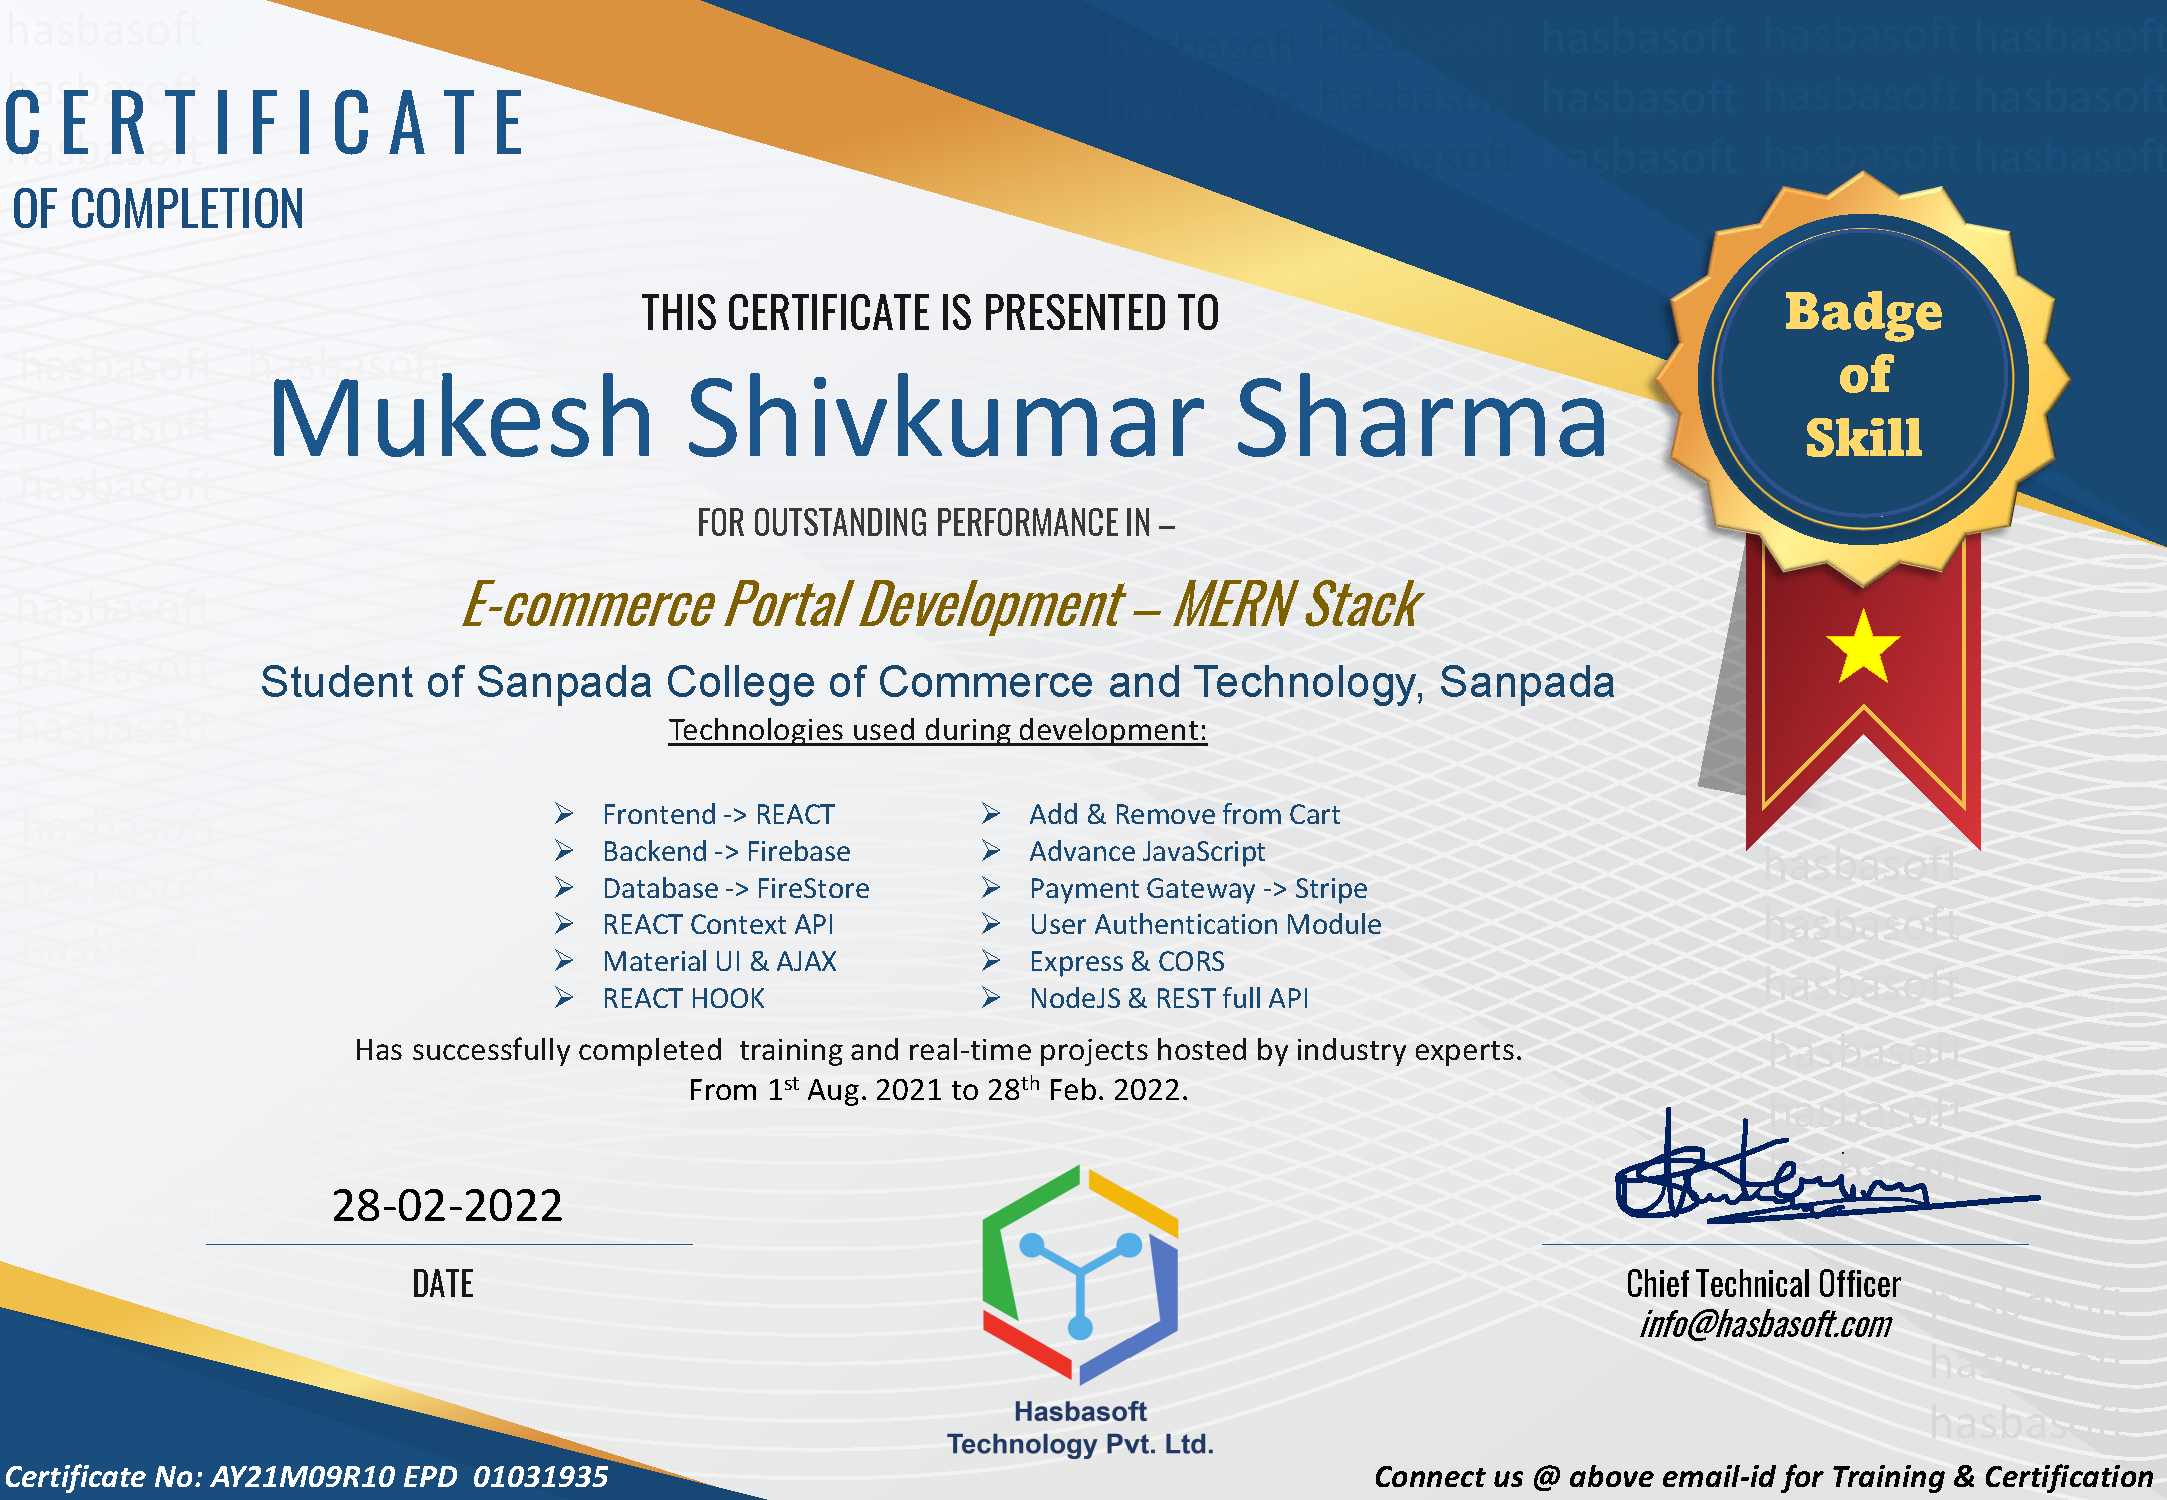 CERTIFICATE
OF COMPLETION
THIS CERTIFICATE IS PRESENTED TO
Mukesh Shivkumar Sharma
Badge
of
Skill
FOR OUTSTANDING PERFORMANCE IN –
E-commerce Portal Development – MERN Stack
Student of Sanpada College of Commerce and Technology, Sanpada
Technologies used during development:
➢ Frontend -> REACT
➢ Backend -> Firebase
➢ Database -> FireStore
➢ REACT Context API
➢ Material UI & AJAX
➢ REACT HOOK
➢ Add & Remove from Cart
➢ Advance JavaScript
➢ Payment Gateway -> Stripe
➢ User Authentication Module
➢ Express & CORS
➢ NodeJS & REST full API
Has successfully completed  training and real-time projects hosted by industry experts.
From 1st Aug. 2021 to 28th Feb. 2022.
28-02-2022
DATE
Hasbasoft
Technology Pvt. Ltd.
Chief Technical Officer
info@hasbasoft.com
Certificate No: AY21M09R10 EPD  01031935
Connect us @ above email-id for Training & Certification